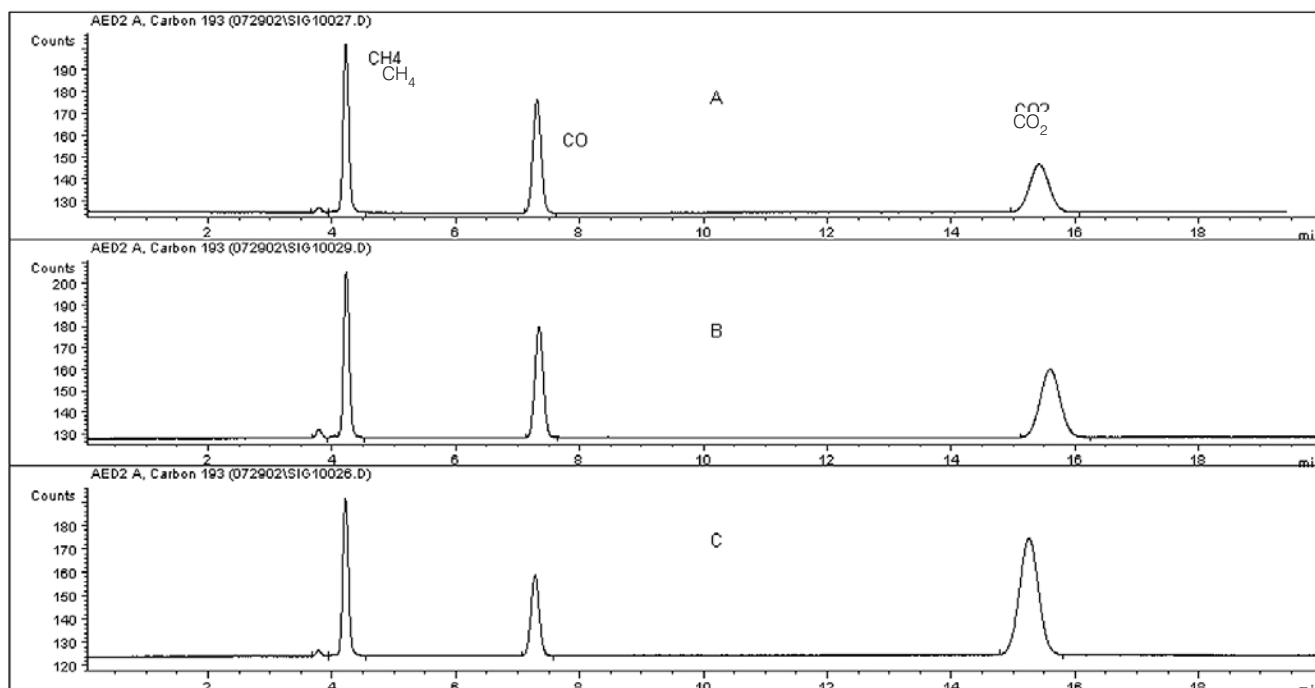 AED2 A, Carbon 193 (072902\SIG10027.D)
Counts
190
180
170
160
150
140
130
CH4
CH4
CO
A
CO2
CO2
2 4 6 8 10 12 14 16 18 mi
AED2 A, Carbon 193 (072902\SIG10029.D)
Counts
200
190
180
170
160
150
140
130
B
2 4 6 8 10 12 14 16 18 mi
AED2 A, Carbon 193 (072902\SIG10026.D)
Counts
180
170
160
150
140
130
120
C
2 4 6 8 10 12 14 16 18 mi